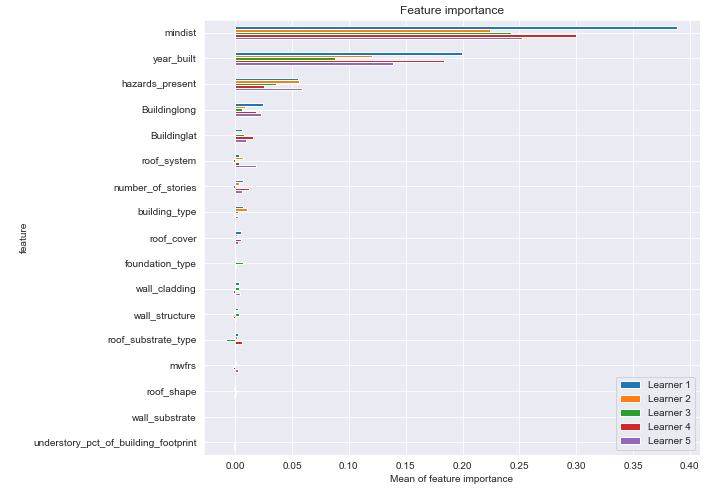 Feature importance
mindist
year_built
hazards_present
Buildinglong
Buildinglat
roof_system
number_of_stories
building_type
roof_cover
foundation_type
wall_cladding
wall_structure
roof_substrate_type
mwfrs
roof_shape
wall_substrate
understory_pct_of_building_footprint
feature
Learner 1
Learner 2
Learner 3
Learner 4
Learner 5
0.00 0.05 0.10 0.15 0.20 0.25 0.30 0.35 0.40
Mean of feature importance